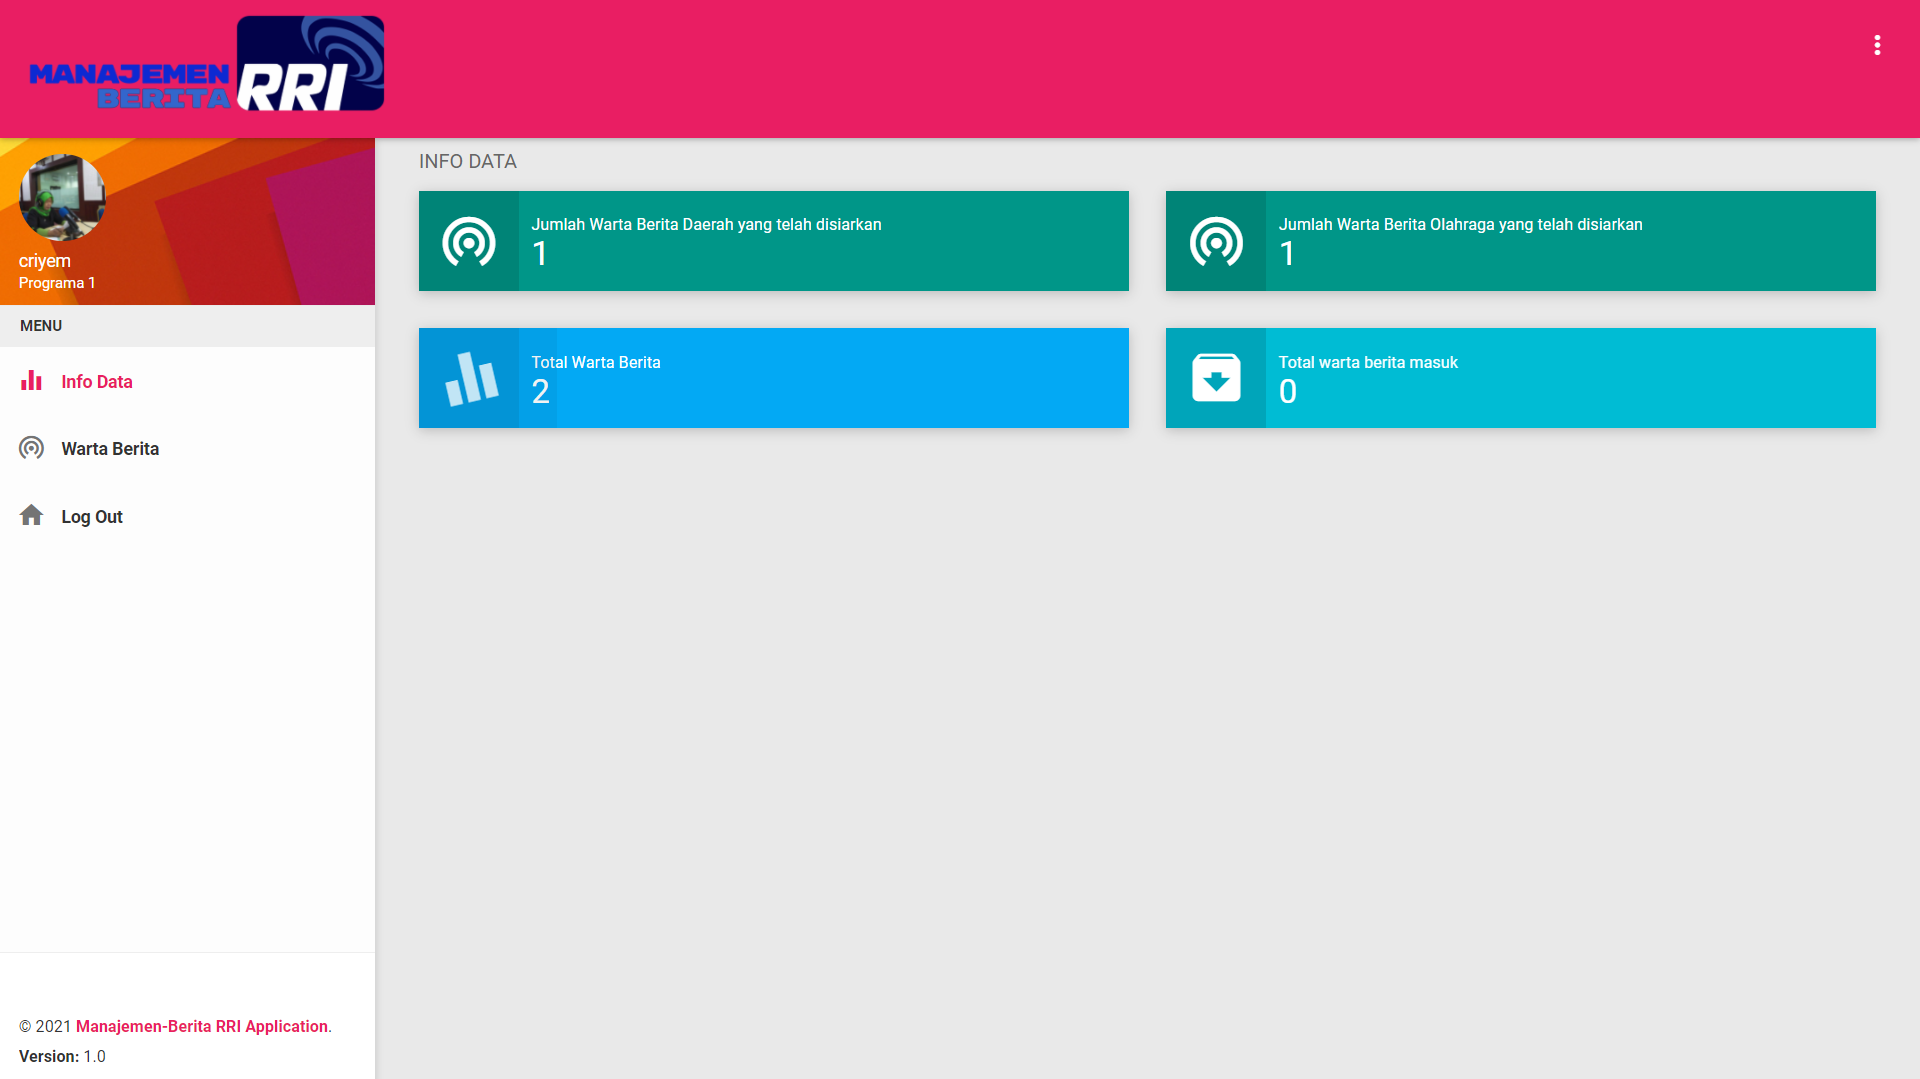 MANAJEMEN
BERITA
RRI
criyem
Programa 1
MENU
Info Data
Warta Berita
Log Out
© 2021 Manajemen-Berita RRI Application.
Version: 1.0
INFO DATA
Jumlah Warta Berita Daerah yang telah disiarkan
1
Jumlah Warta Berita Olahraga yang telah disiarkan
1
Total Warta Berita
2
Total warta berita masuk
0